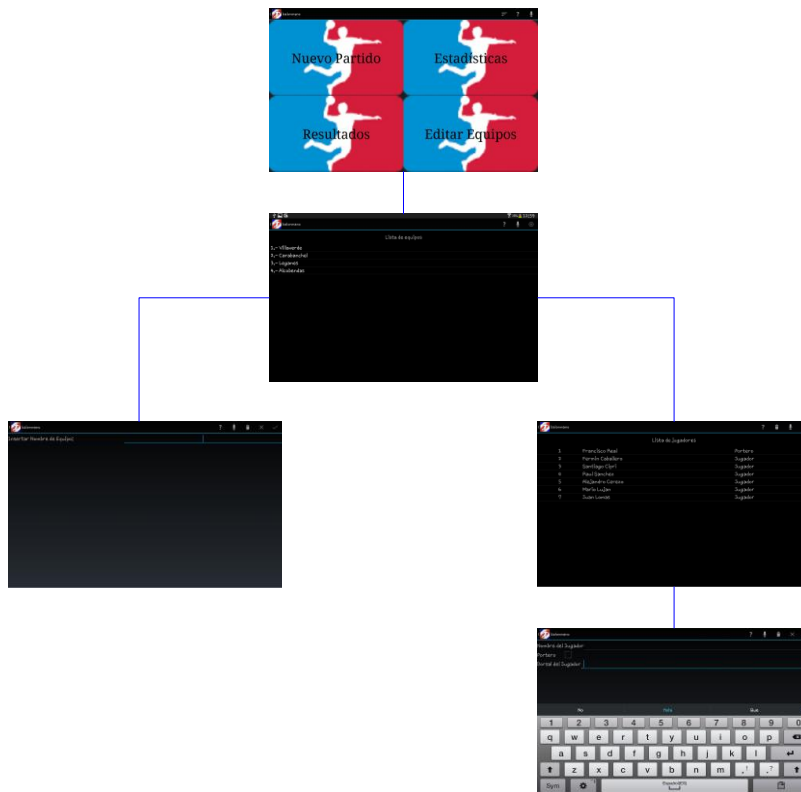 Nuevo Partido
Estadísticas
Resultados
Editar Equipos
Lista de equipos
1.- Villaverde
2.- Carabanchel
3.- Leganes
4.- Alcobendas
Insertar Nombre de Equipo:
Lista de Jugadores
1 Francisco Real Portero
2 Fermín Caballero Jugador
3 Santiago Jugador
4 Paul Sanchez Jugador
5 Alejandro Jugador
6 Mario Lujan Jugador
7 Juan Lomas Jugador
Nombre del Jugador
Portero
Dorsal del Jugador
No Que
1 2 3 4 5 6 7 8 9 0
q w e r t y u i o p
a s d f g h j k l
z x c v b n m , ! . ?
Sym